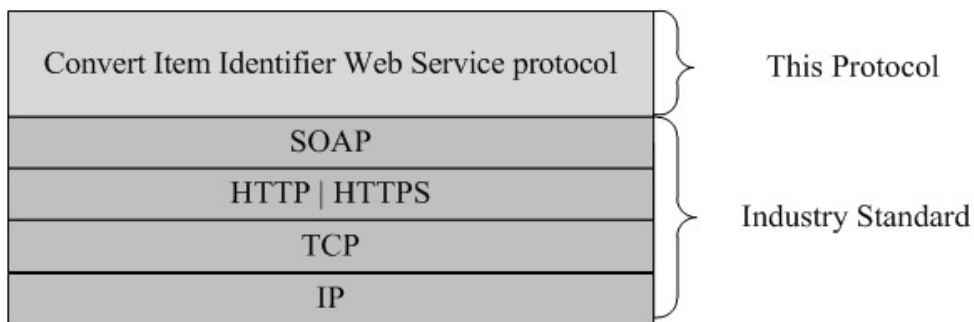 Convert Item Identifier Web Service protocol
This Protocol
SOAP
HTTP | HTTPS
TCP
IP
Industry Standard